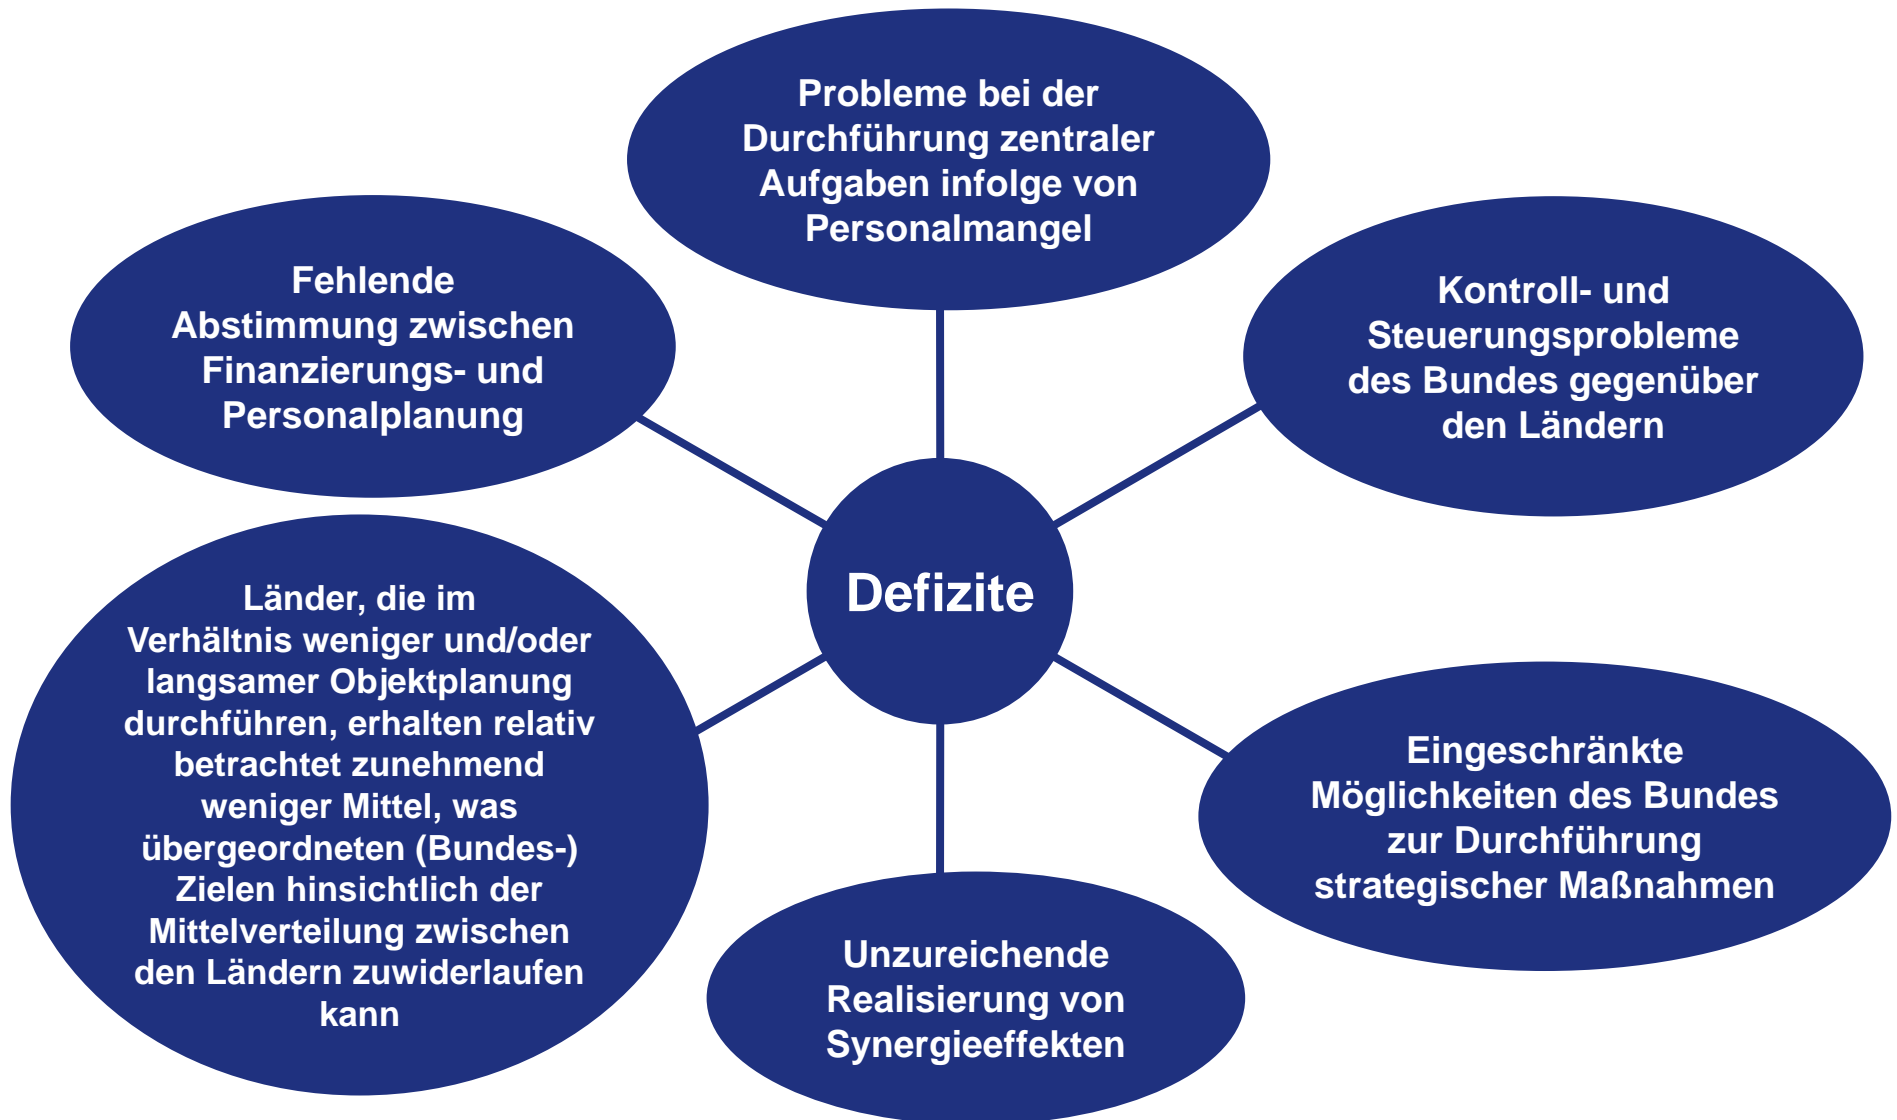 Probleme bei der
Durchführung zentraler
Aufgaben infolge von
Personalmangel
Fehlende
Abstimmung zwischen
Finanzierungs- und
Personalplanung
Kontroll- und
Steuerungsprobleme
des Bundes gegenüber
den Ländern
Defizite
Länder, die im
Verhältnis weniger und/oder
langsamer Objektplanung
durchführen, erhalten relativ
betrachtet zunehmend
weniger Mittel, was
übergeordneten (Bundes-)
Zielen hinsichtlich der
Mittelverteilung zwischen
den Ländern zuwiderlaufen
kann
Eingeschränkte
Möglichkeiten des Bundes
zur Durchführung
strategischer Maßnahmen
Unzureichende
Realisierung von
Synergieeffekten